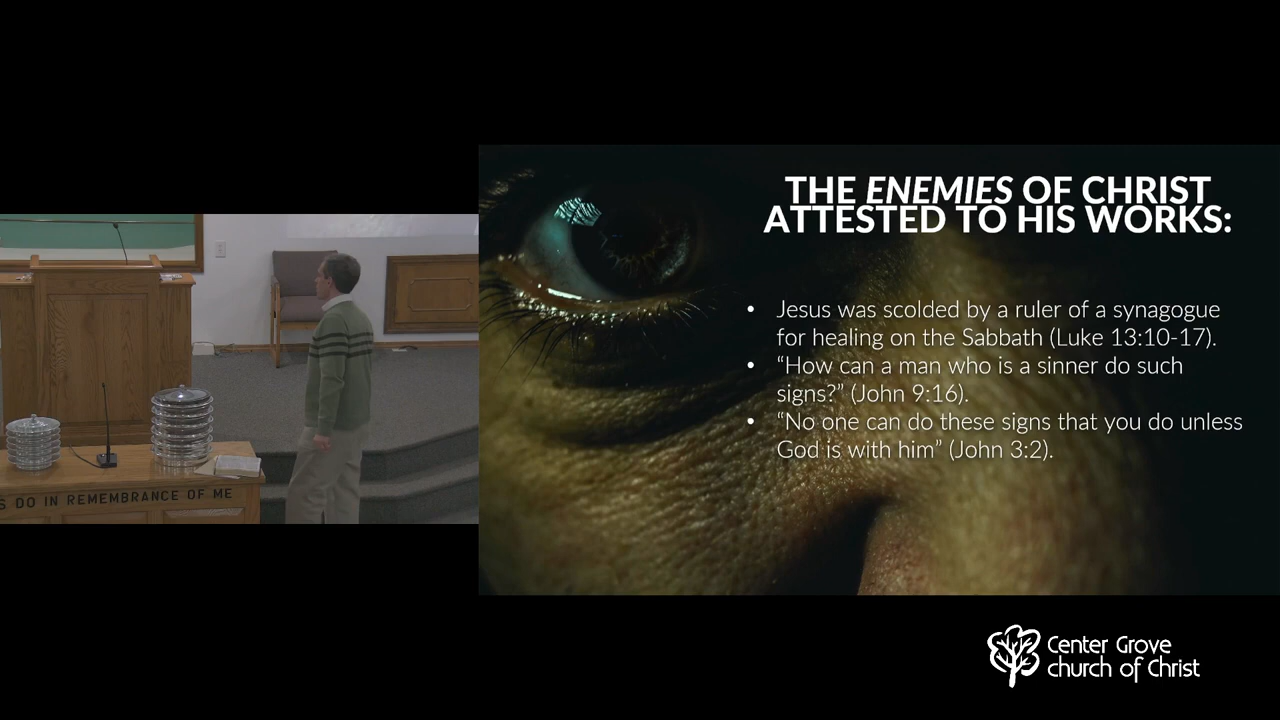 THE ENEMIES OF CHRIST
ATTESTED TO HIS WORKS:
• Jesus was scolded by a ruler of a synagogue
for healing on the Sabbath (Luke 13:10-17).
• “How can a man who is a sinner do such
signs?” (John 9:16).
• “No one can do these signs that you do unless
God is with him” (John 3:2).
S DO IN REMEMBRANCE OF ME
Center Grove
church of Christ